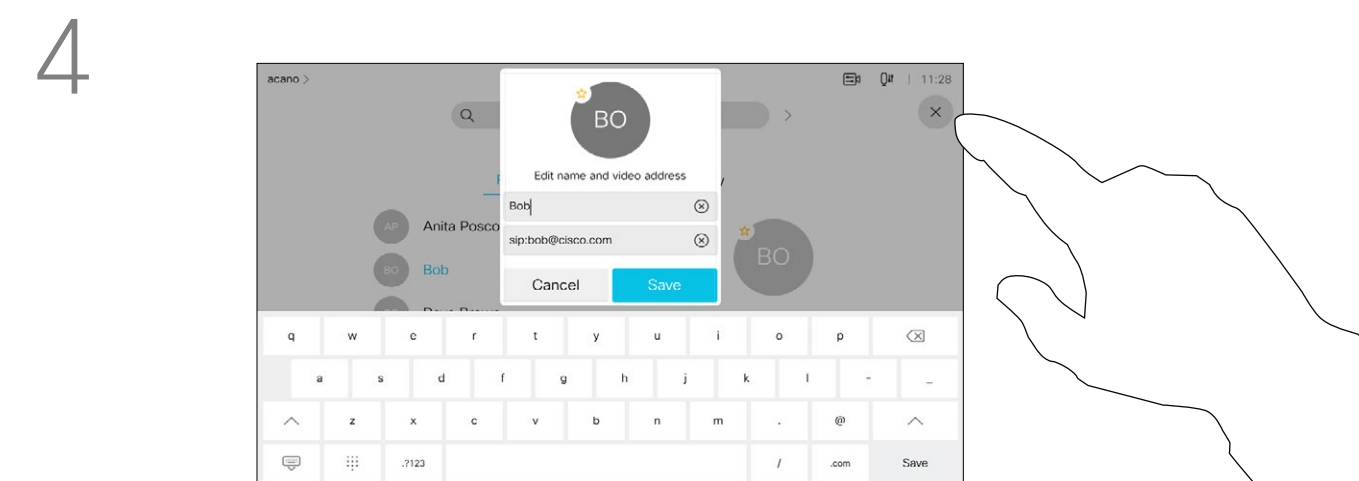 4
acano >
11:28
BO
Edit name and video address
Bob
sip:bob@cisco.com
Cancel Save
AP Anita Posco
BO Bob
BO
q w e r t y u i o p
a s d f g h j k l - _
z x c v b n m . @
.?123 / .com Save